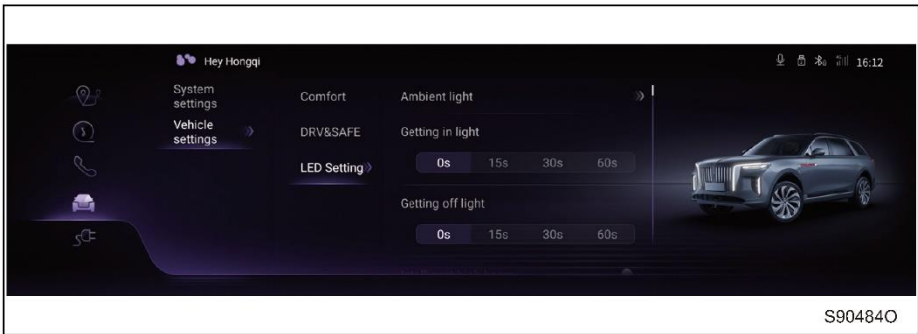 Hey Hongqi
16:12
System
settings
Vehicle
settings
Comfort
DRV&SAFE
LED Setting
Ambient light
Getting in light
0s 15s 30s 60s
Getting off light
0s 15s 30s 60s
S90484O